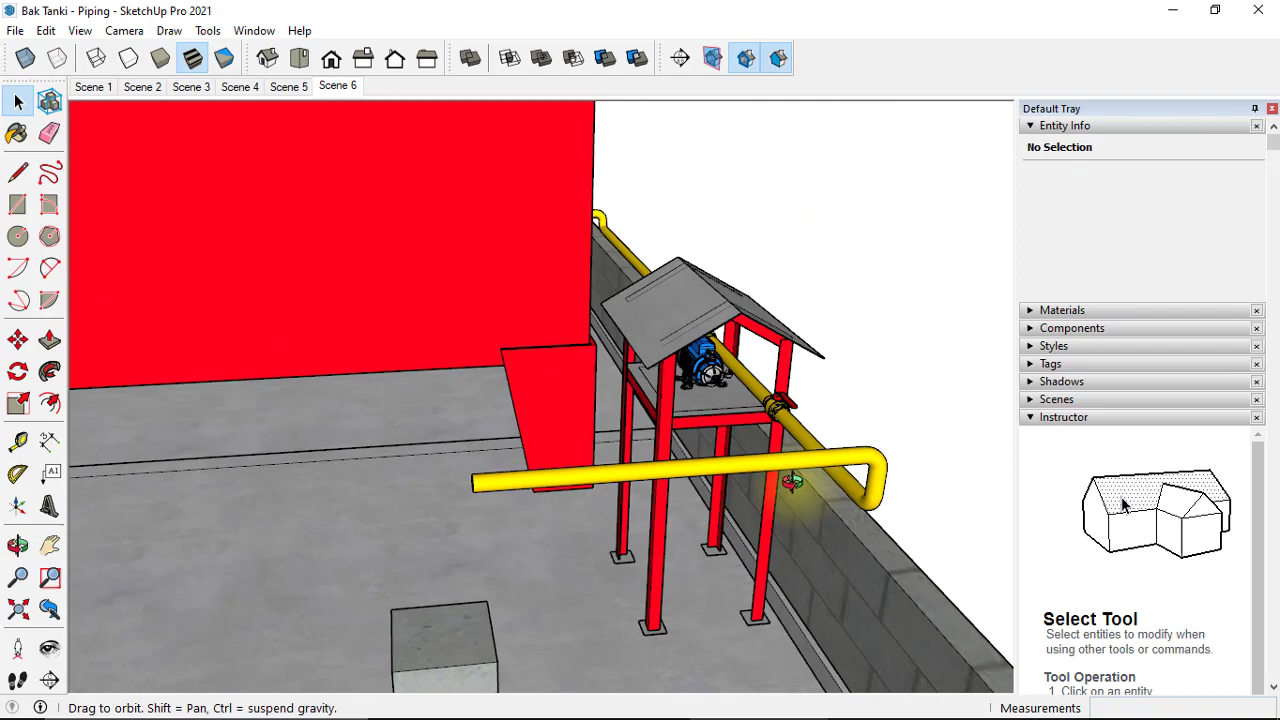 Bak Tanki - Piping - SketchUp Pro 2021
File Edit View Camera Draw Tools Window Help
Scene 1 Scene 2 Scene 3 Scene 4 Scene 5 Scene 6
Default Tray
Entity Info
No Selection
Materials
Components
Styles
Tags
Shadows
Scenes
Instructor
A1
Select Tool
Select entities to modify when
using other tools or commands.
Tool Operation
1. Click on an entity
Drag to orbit. Shift = Pan, Ctrl = suspend gravity.
Measurements